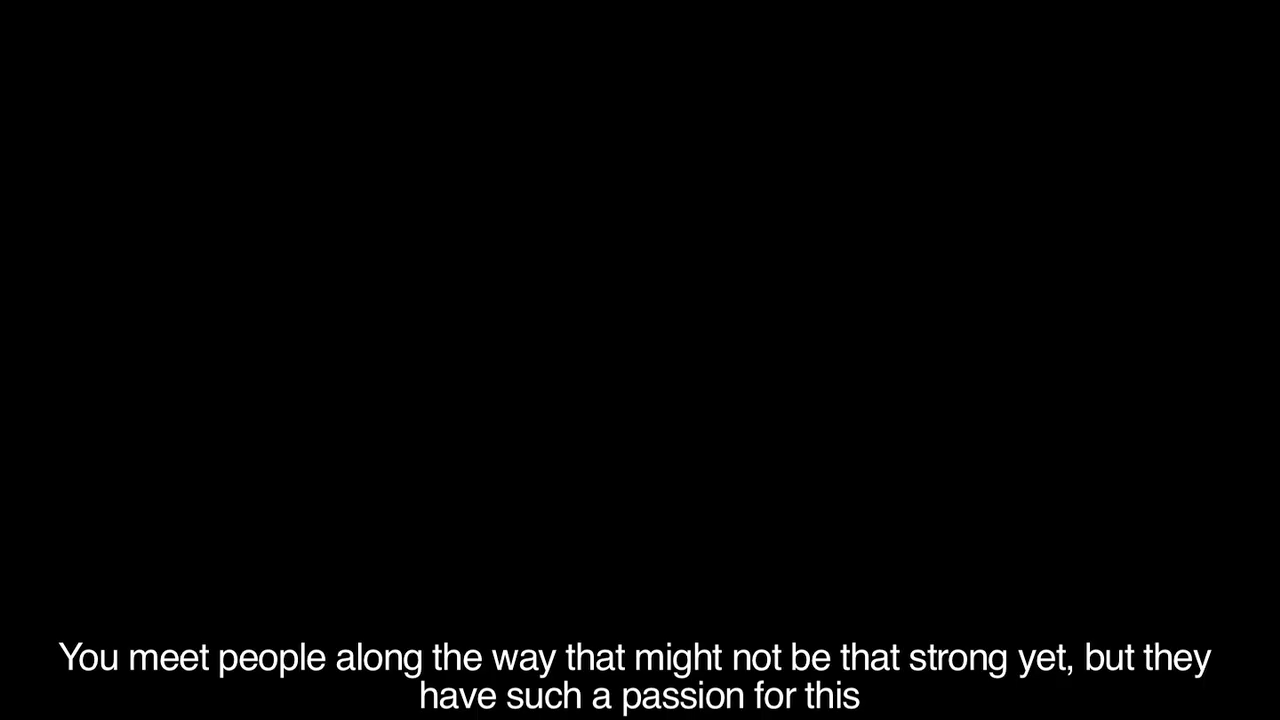 You meet people along the way that might not be that strong yet, but they
have such a passion for this